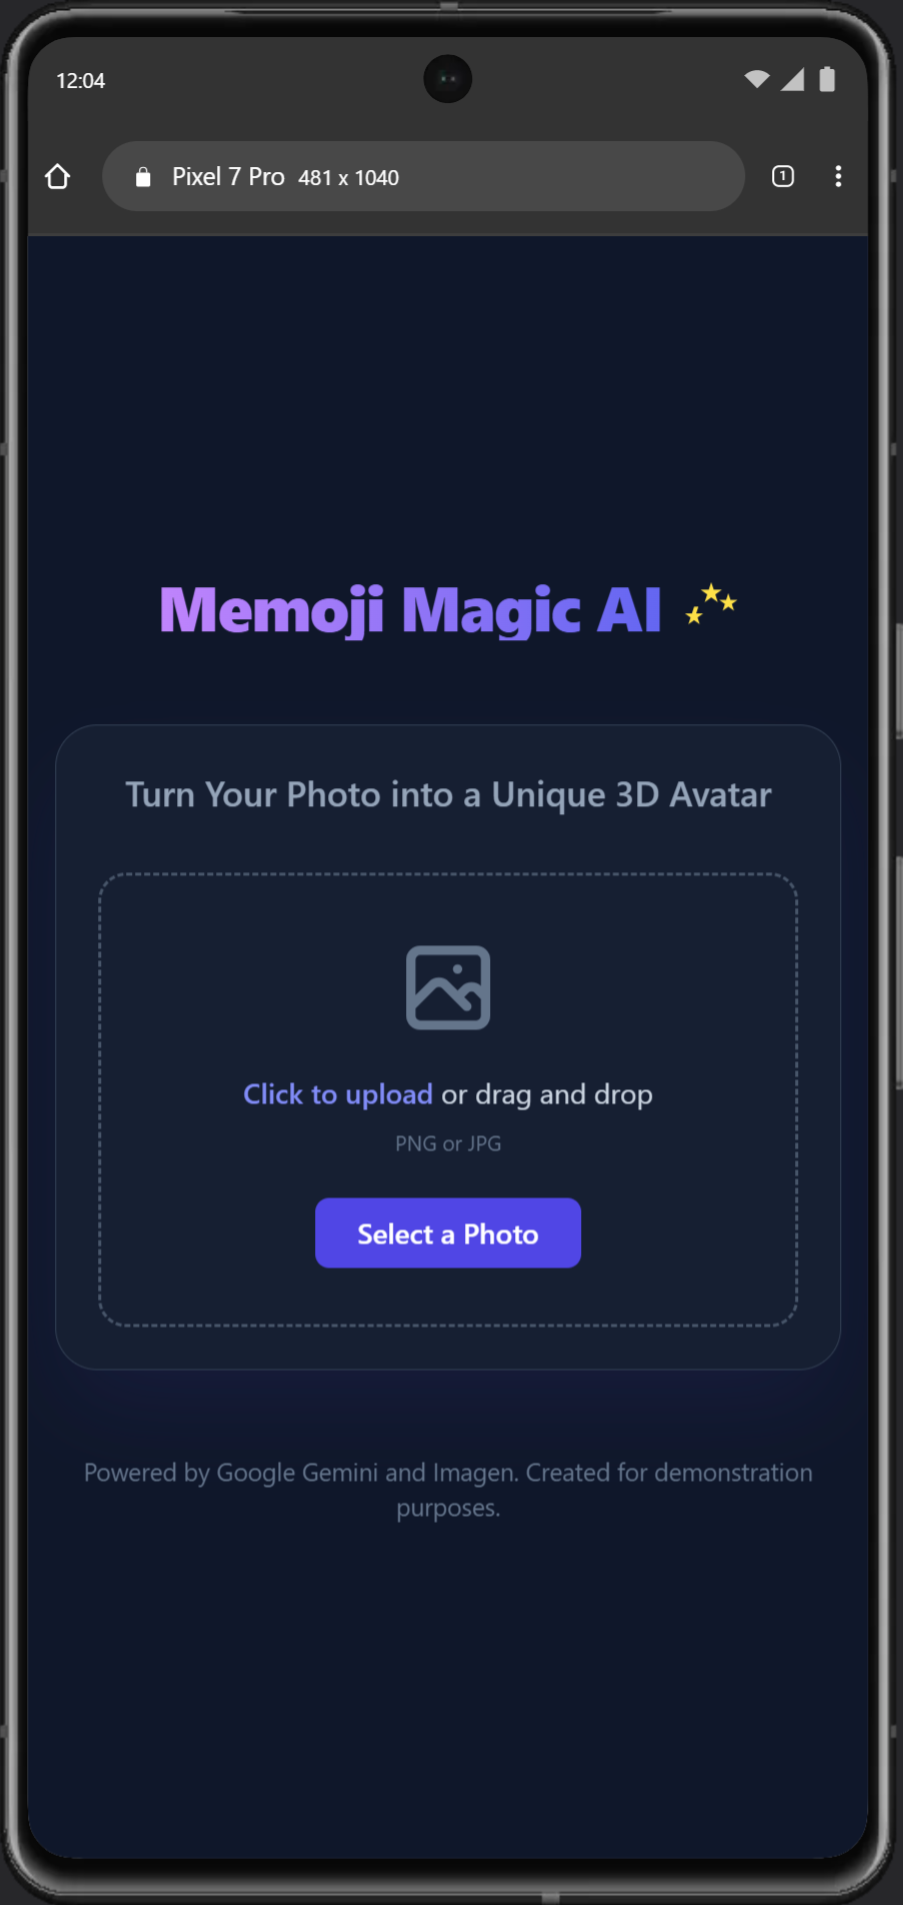 12:04
Pixel 7 Pro 481 x 1040
1
Memoji Magic AI
Turn Your Photo into a Unique 3D Avatar
Click to upload or drag and drop
PNG or JPG
Select a Photo
Powered by Google Gemini and Imagen. Created for demonstration
purposes.